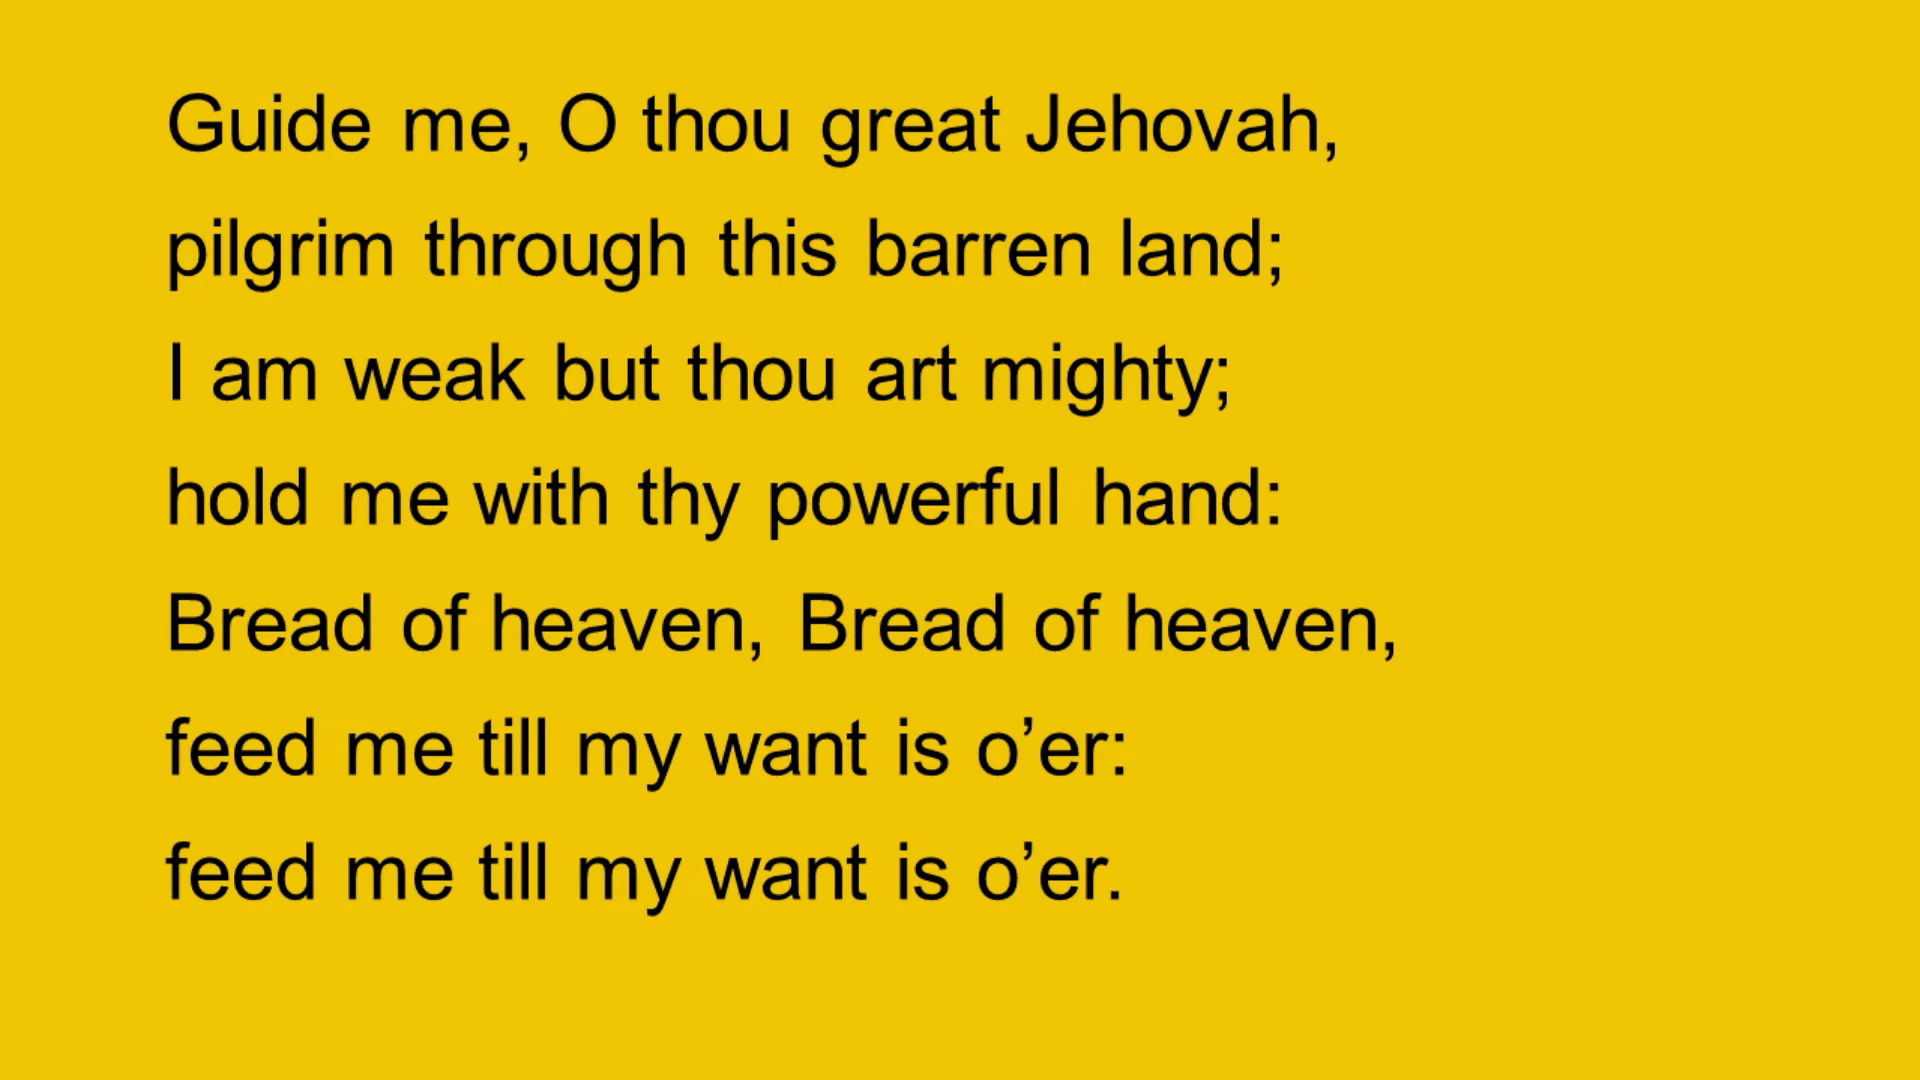 Guide me, O thou great Jehovah,
pilgrim through this barren land;
I am weak but thou art mighty;
hold me with thy powerful hand:
Bread of heaven, Bread of heaven,
feed me till my want is o’er:
feed me till my want is o’er.